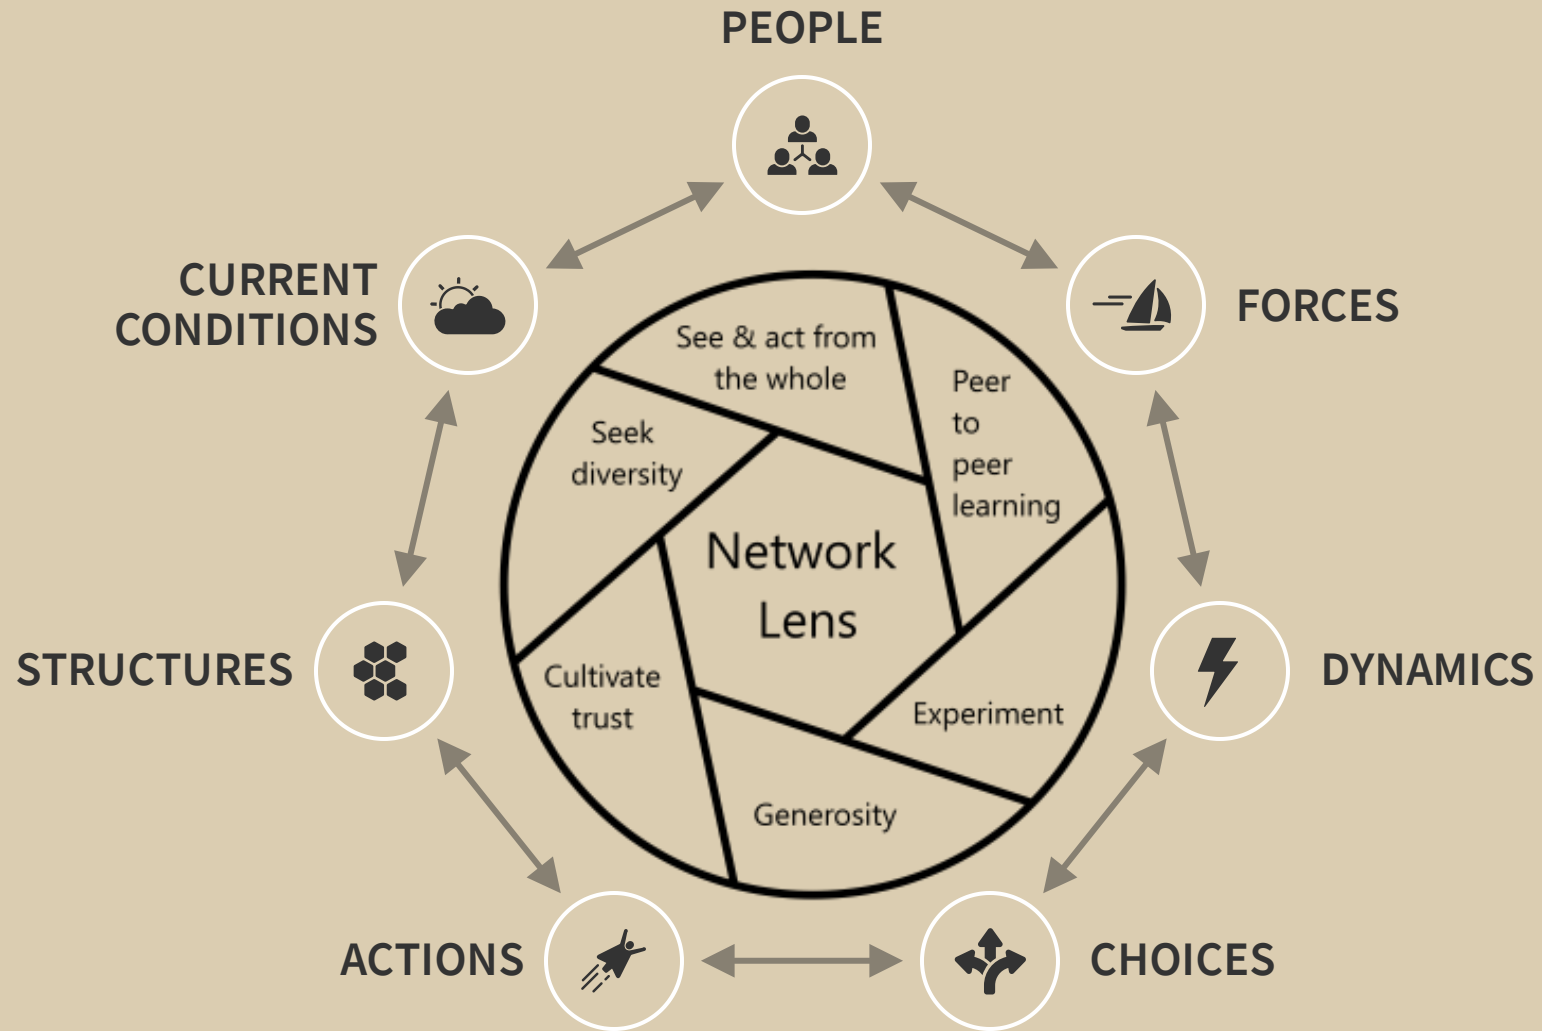 PEOPLE
CURRENT
CONDITIONS
FORCES
See & act from
the whole
Peer
to
peer
learning
Seek
diversity
Network
Lens
STRUCTURES
DYNAMICS
Cultivate
trust
Experiment
Generosity
ACTIONS
CHOICES